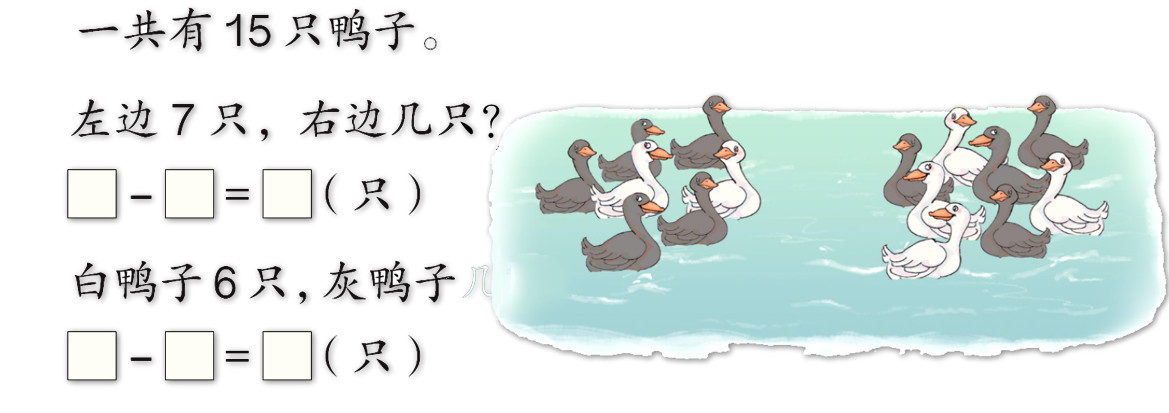 一共有 15 只鸭子。
左边 7 只，右边几只？
□－□＝□（只）
白鸭子 6 只，灰鸭子
□－□＝□（只）